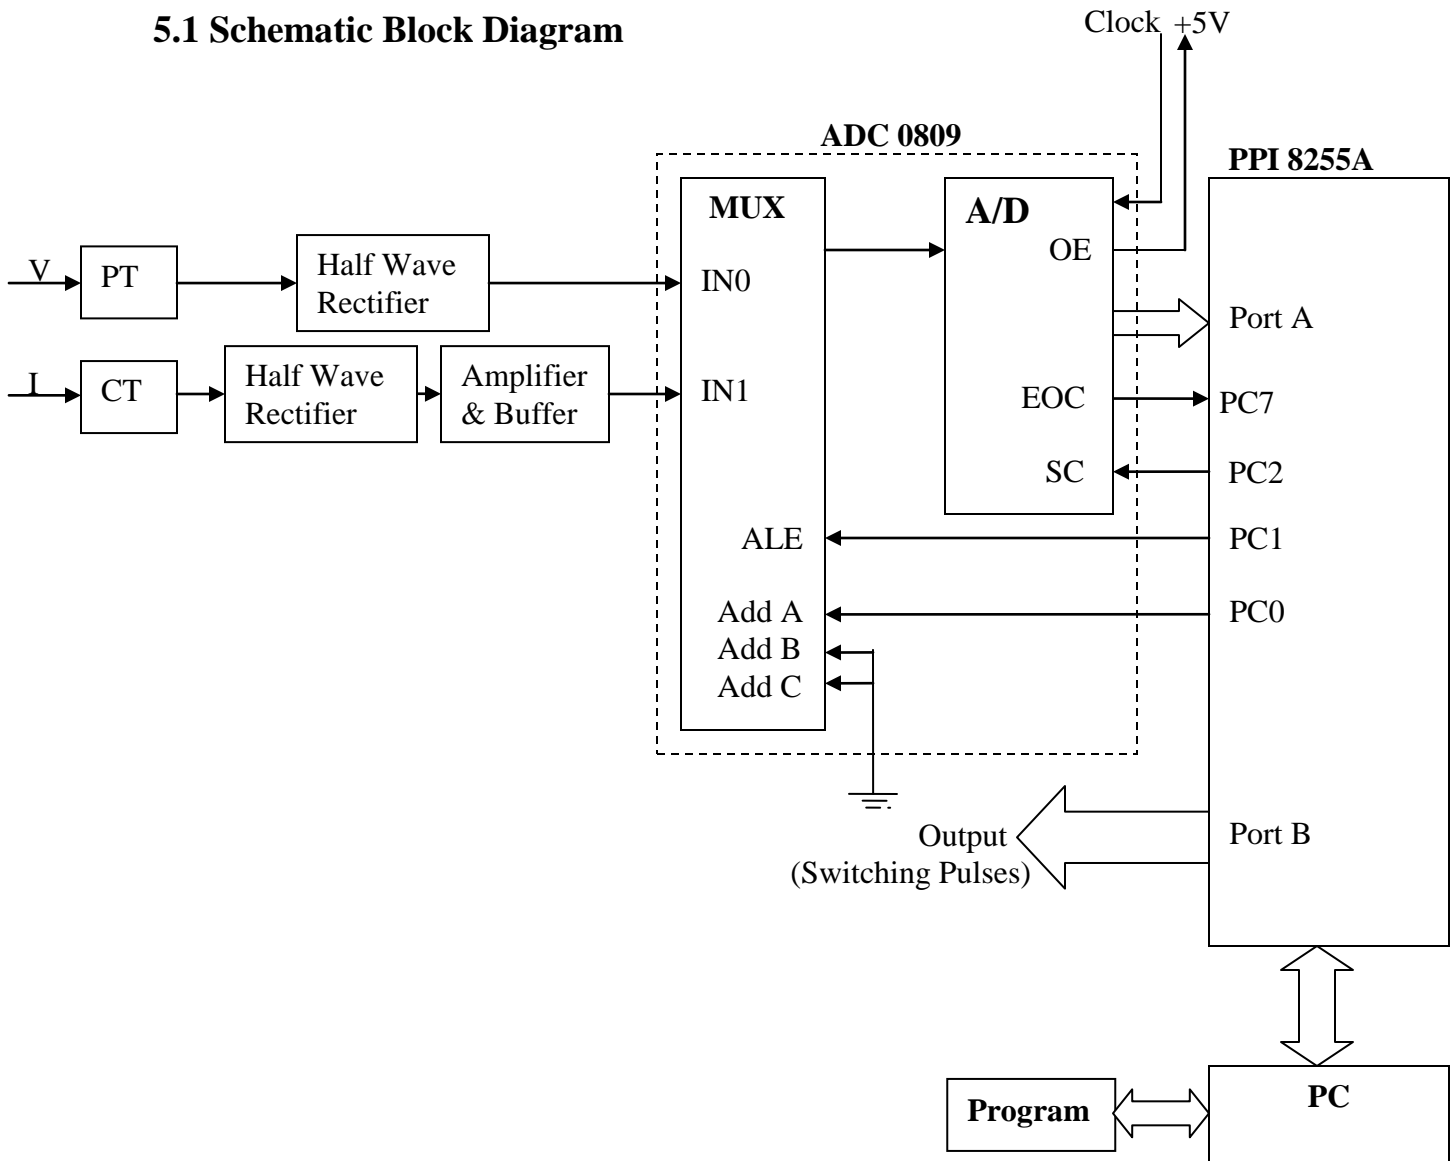 5.1 Schematic Block Diagram
Clock +5V
ADC 0809
PPI 8255A
MUX
A/D
OE
V
PT
Half Wave
Rectifier
IN0
Port A
I
CT
Half Wave
Rectifier
Amplifier
& Buffer
IN1
EOC
PC7
SC
PC2
ALE
PC1
Add A
PC0
Add B
Add C
Output
(Switching Pulses)
Port B
Program
PC